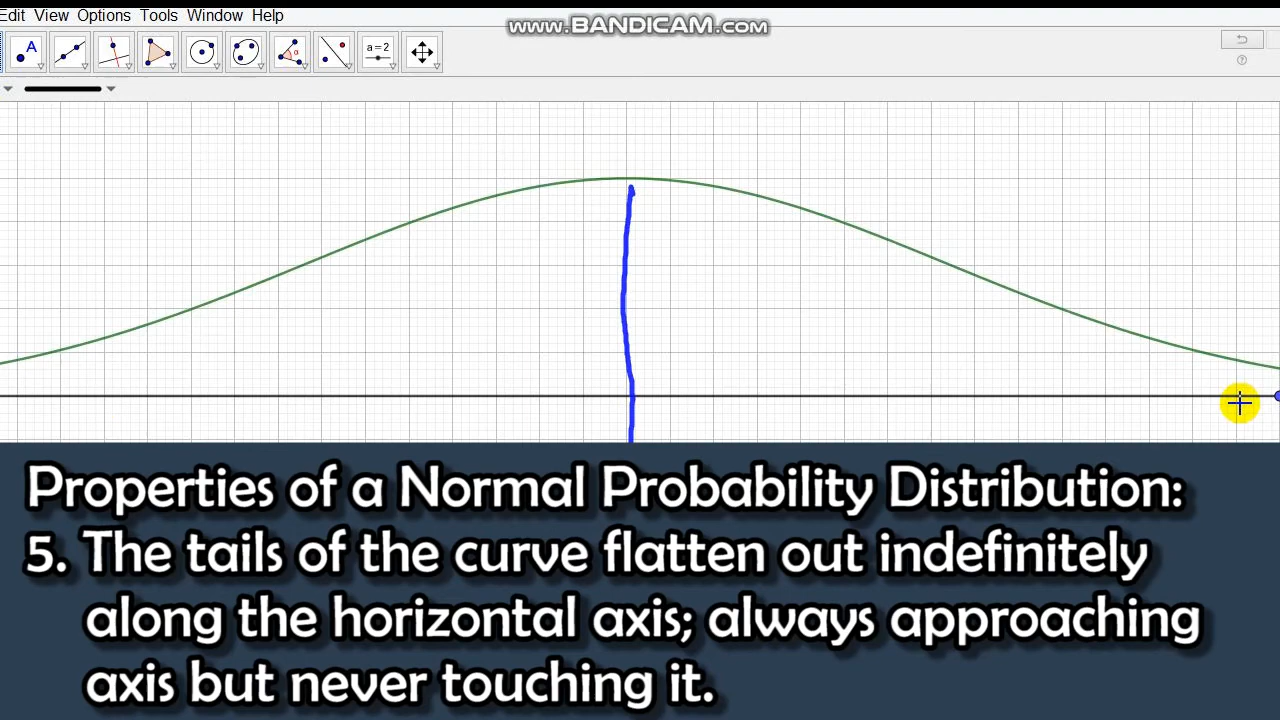 Edit View Options Tools Window Help
www.BANDICAM.com
A
α
a=2
Properties of a Normal Probability Distribution:
5. The tails of the curve flatten out indefinitely
along the horizontal axis; always approaching
axis but never touching it.